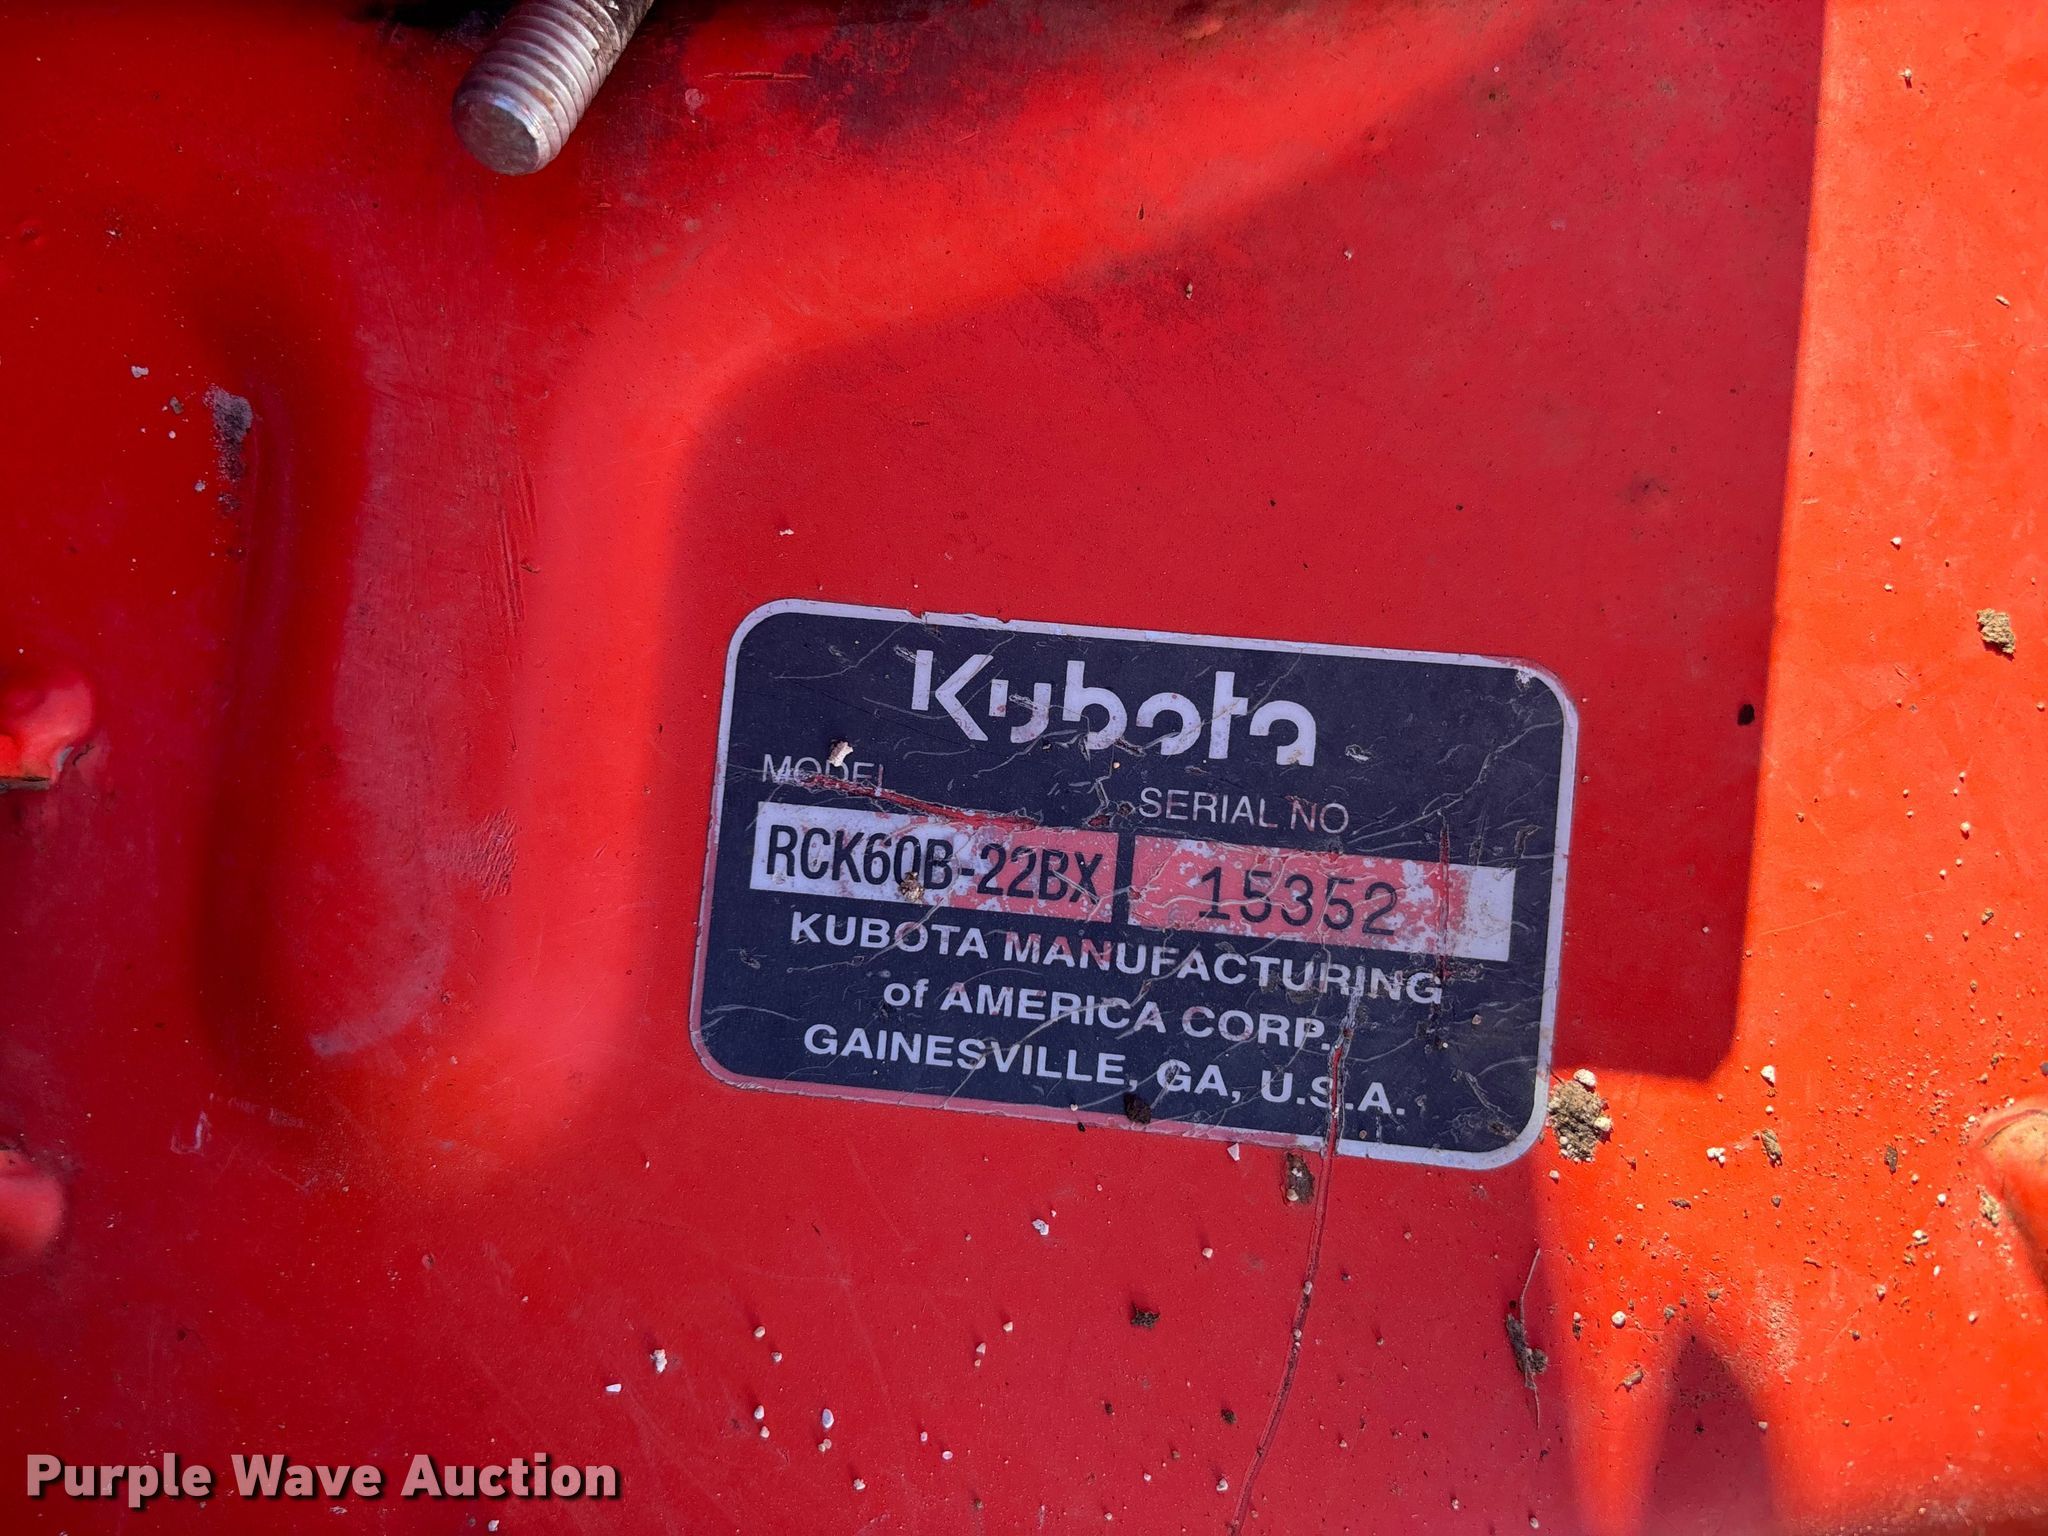 Kubota
MODEL
SERIAL NO
RCK60B-22BX
15352
KUBOTA MANUFACTURING
of AMERICA CORP.
GAINESVILLE, GA, U.S.A.
Purple Wave Auction